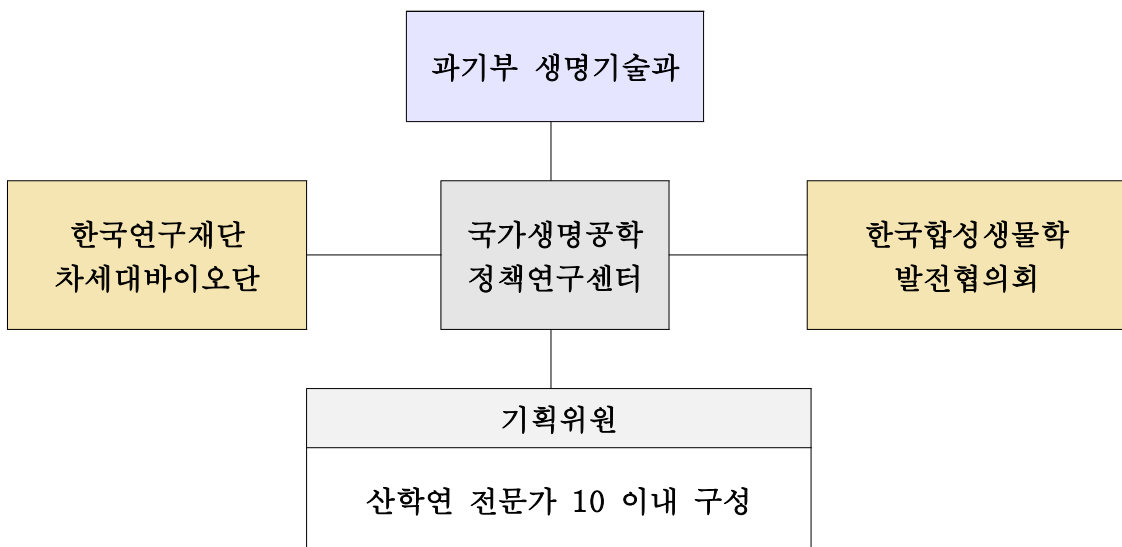 과기부 생명기술과
한국연구재단
차세대바이오단
국가생명공학
정책연구센터
한국합성생물학
발전협의회
기획위원
산학연 전문가 10 이내 구성